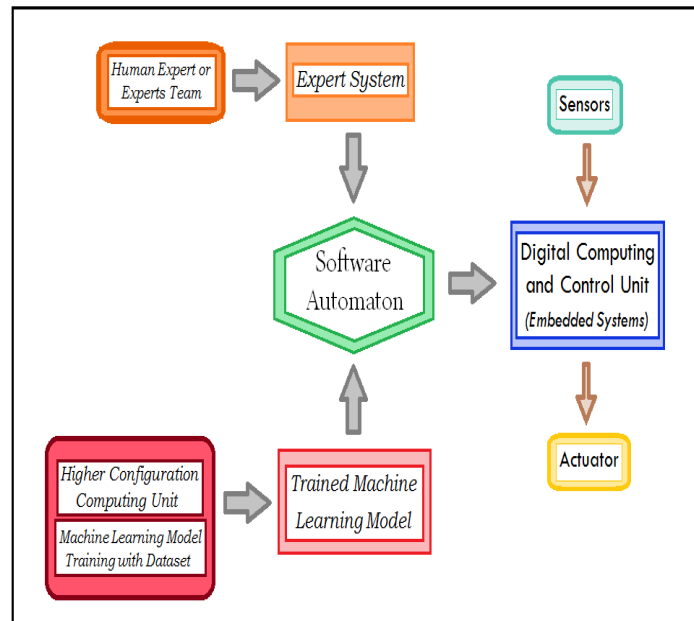 Human Expert or
Experts Team
Expert System
Sensors
Software
Automaton
Digital Computing
and Control Unit
(Embedded Systems)
Higher Configuration
Computing Unit
Machine Learning Model
Training with Dataset
Trained Machine
Learning Model
Actuator